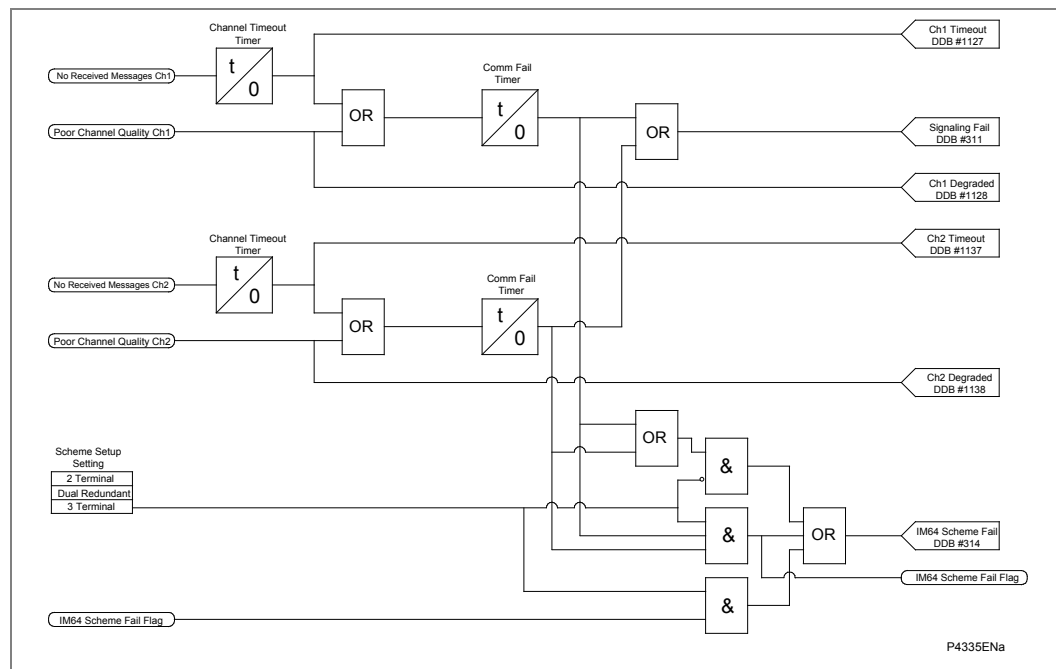 Channel Timeout
Timer
t
0
No Received Messages Ch1
Ch1 Timeout
DDB #1127
Comm Fail
Timer
t
0
OR
Poor Channel Quality Ch1
OR
Signaling Fail
DDB #311
Ch1 Degraded
DDB #1128
Channel Timeout
Timer
t
0
No Received Messages Ch2
Ch2 Timeout
DDB #1137
Comm Fail
Timer
t
0
OR
Poor Channel Quality Ch2
Ch2 Degraded
DDB #1138
Scheme Setup
Setting
2 Terminal
Dual Redundant
3 Terminal
OR
&
&
OR
IM64 Scheme Fail
DDB #314
IM64 Scheme Fail Flag
&
IM64 Scheme Fail Flag
P4335ENa